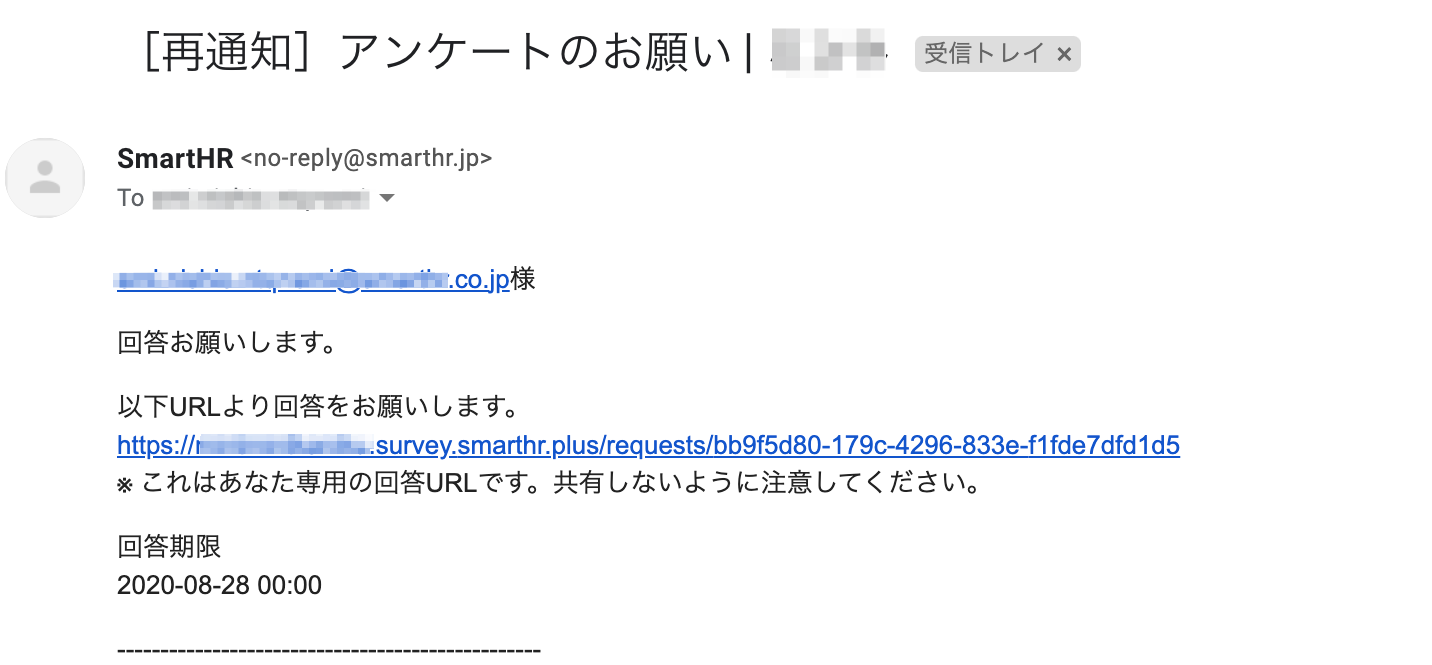 ［再通知］アンケートのお願い |
受信トレイ ×
SmartHR <no-reply@smarthr.jp>
To
.co.jp様
回答お願いします。
以下URLより回答をお願いします。
https://.survey.smarthr.plus/requests/bb9f5d80-179c-4296-833e-f1fde7dfd1d5
※ これはあなた専用の回答URLです。共有しないように注意してください。
回答期限
2020-08-28 00:00
-------------------------------------------------